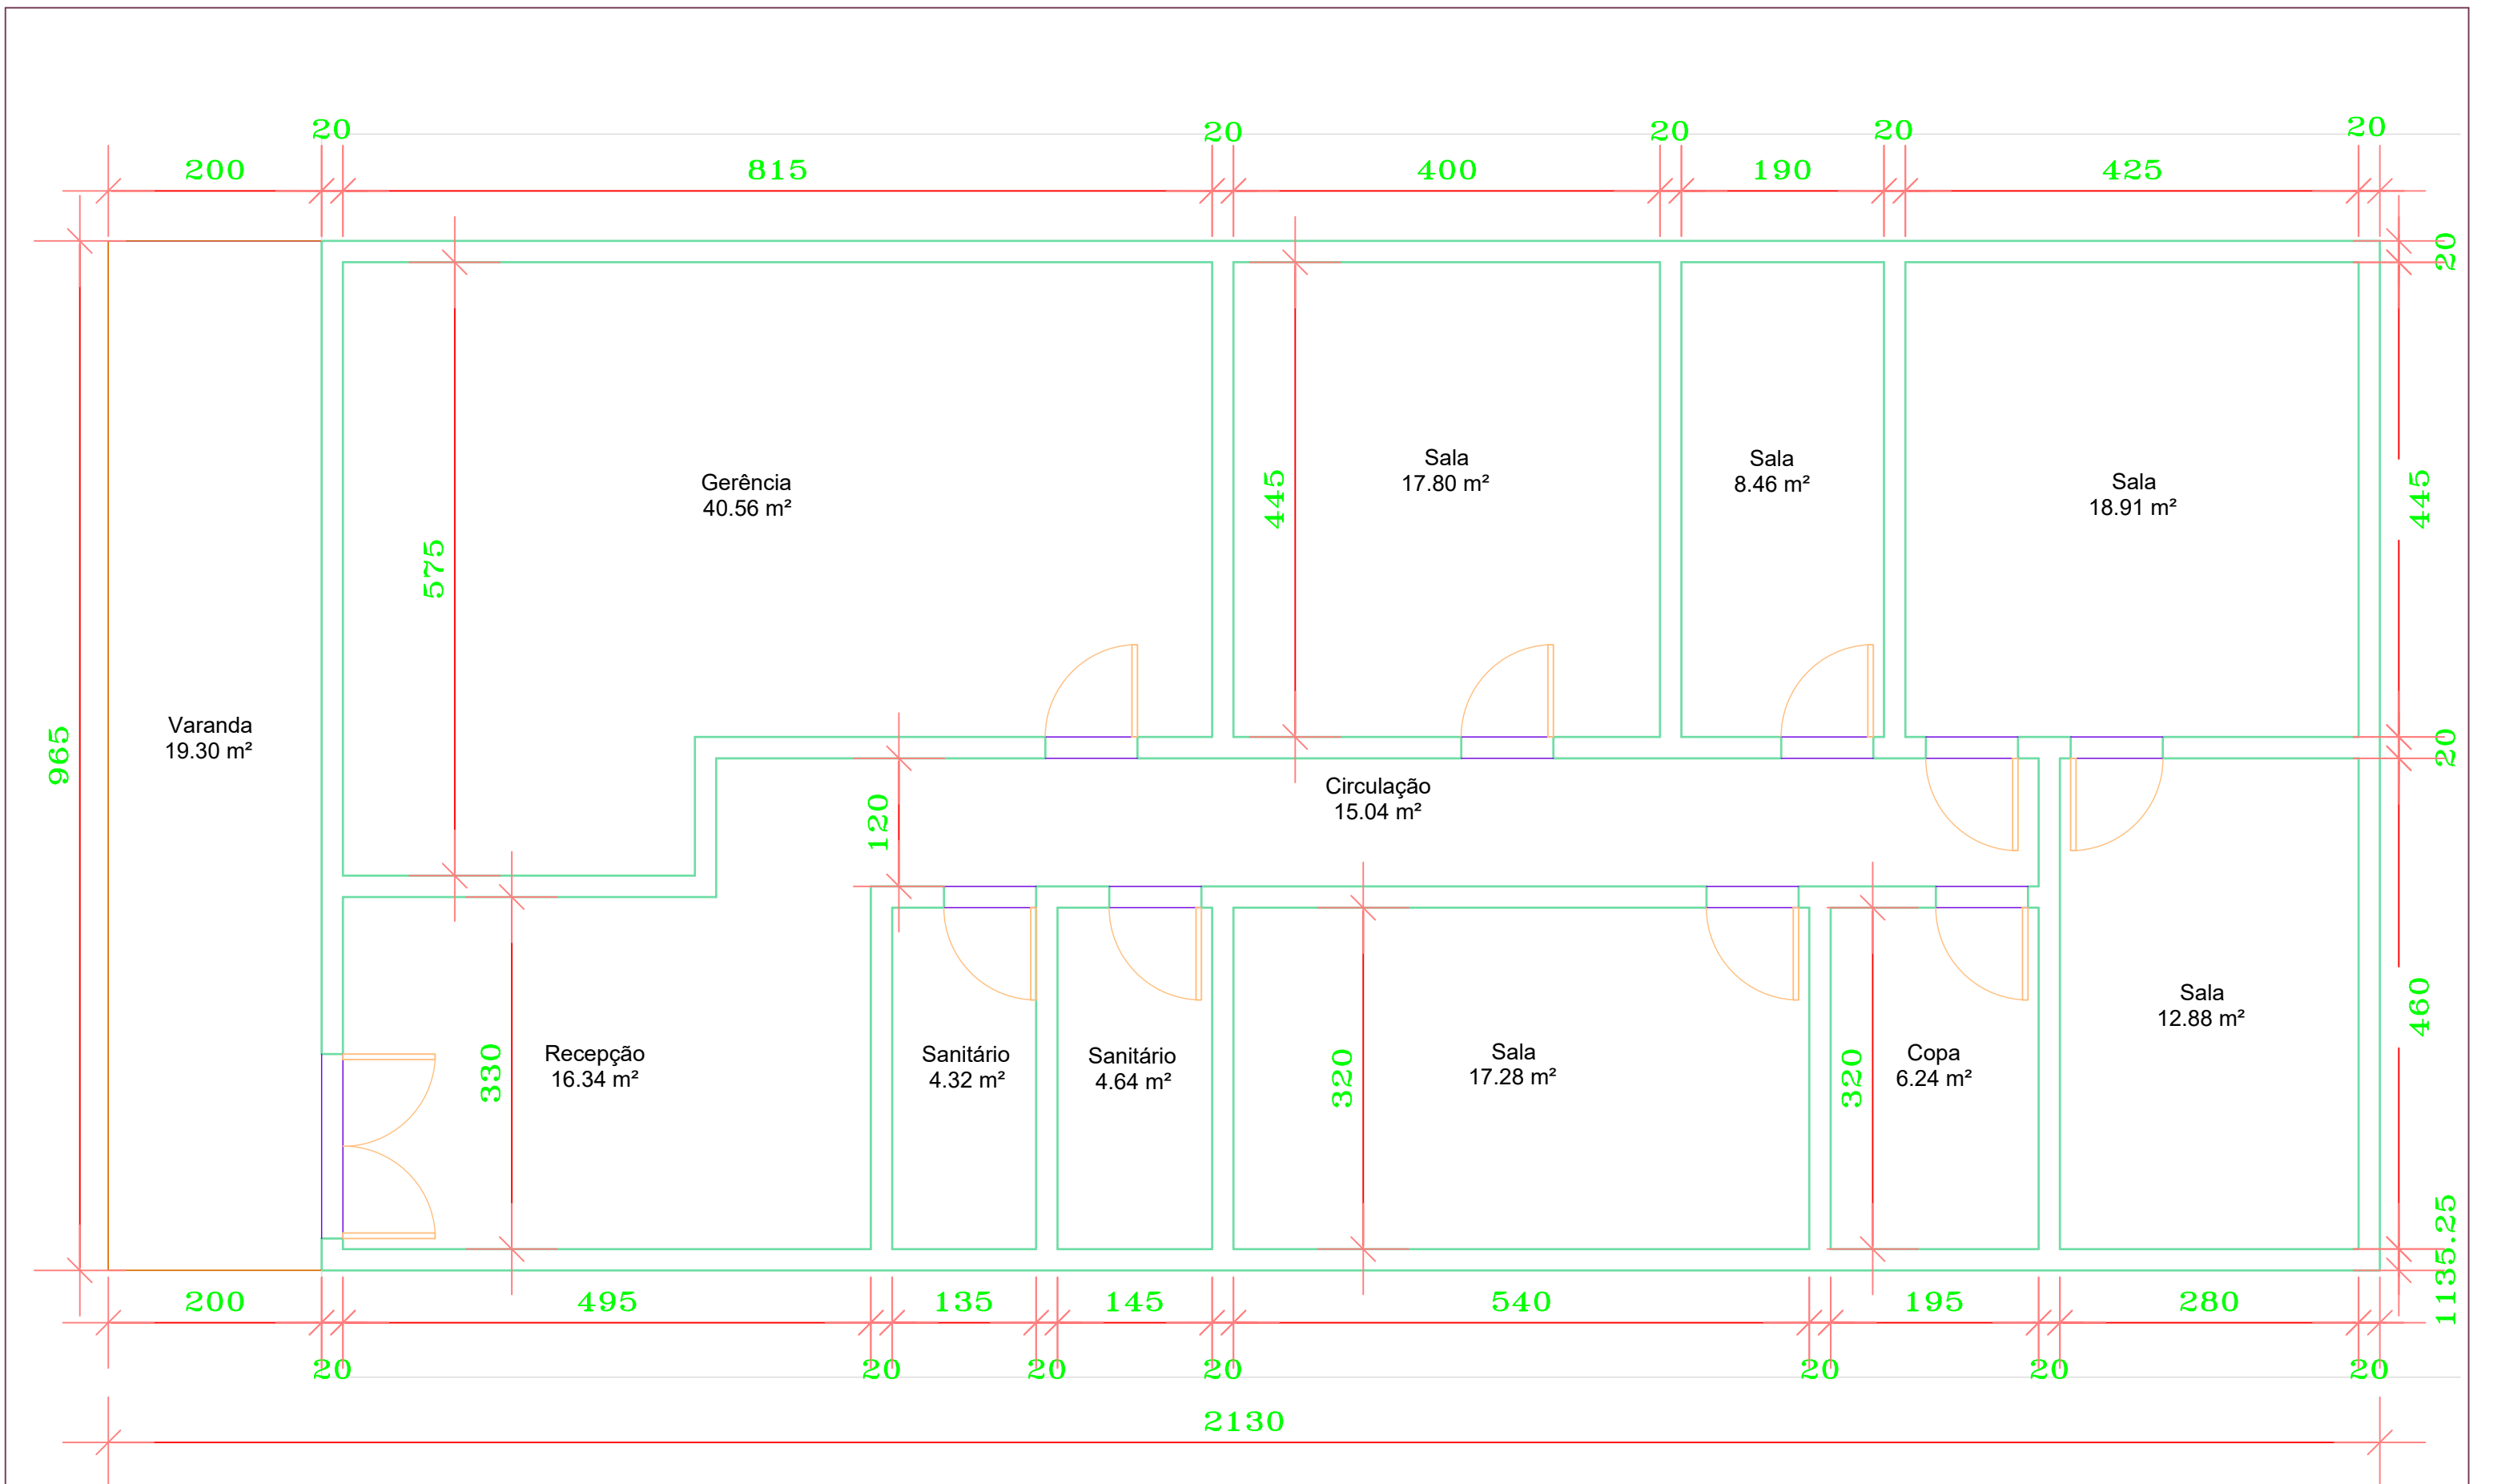 20
20
20
20
20
200
815
400
190
425
20
445
20
460
1135.25
965
575
445
120
330
320
320
Gerência
40.56 m²
Sala
17.80 m²
Sala
8.46 m²
Sala
18.91 m²
Varanda
19.30 m²
Circulação
15.04 m²
Recepção
16.34 m²
Sanitário
4.32 m²
Sanitário
4.64 m²
Sala
17.28 m²
Copa
6.24 m²
Sala
12.88 m²
200
495
135
145
540
195
280
20
20
20
20
20
20
20
2130